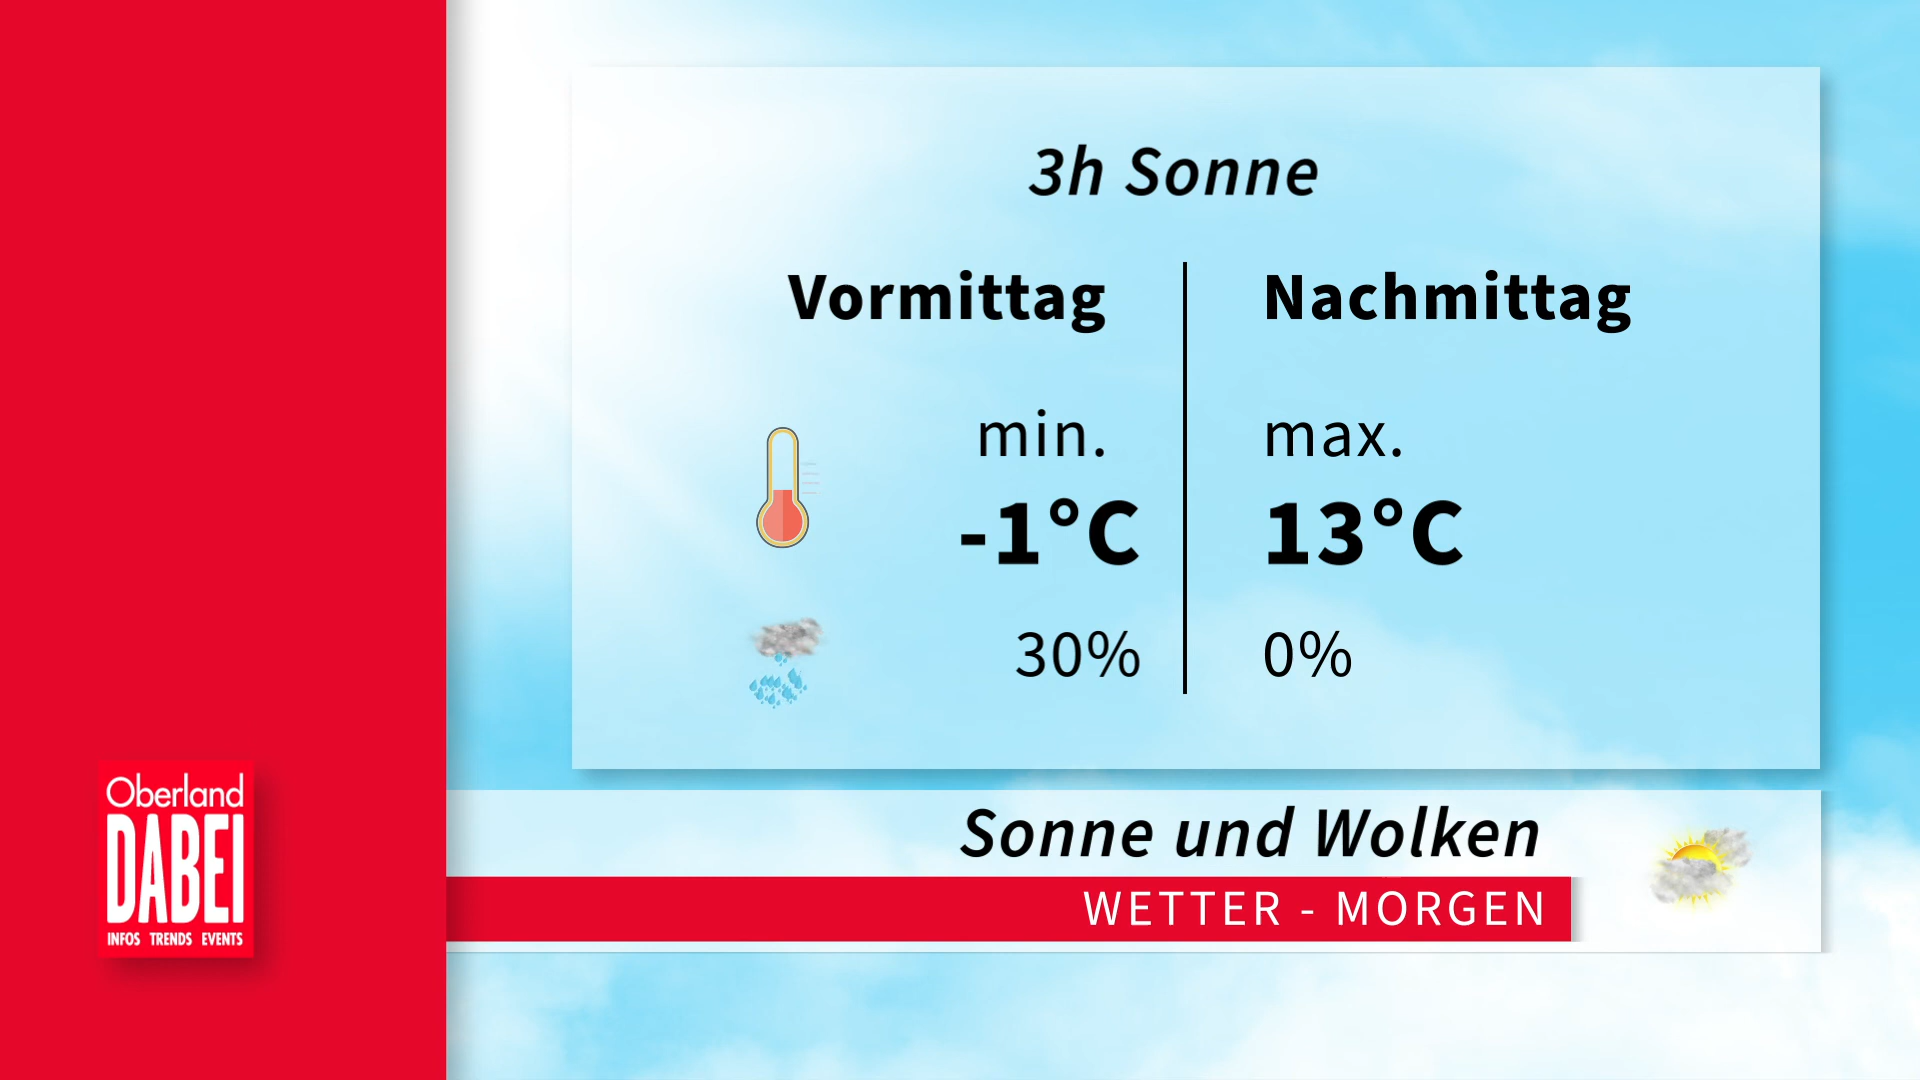 3h Sonne
Vormittag
Nachmittag
min.
max.
-1°C
13°C
30%
0%
Sonne und Wolken
WETTER - MORGEN
Oberland
DABEI
INFOS TRENDS EVENTS